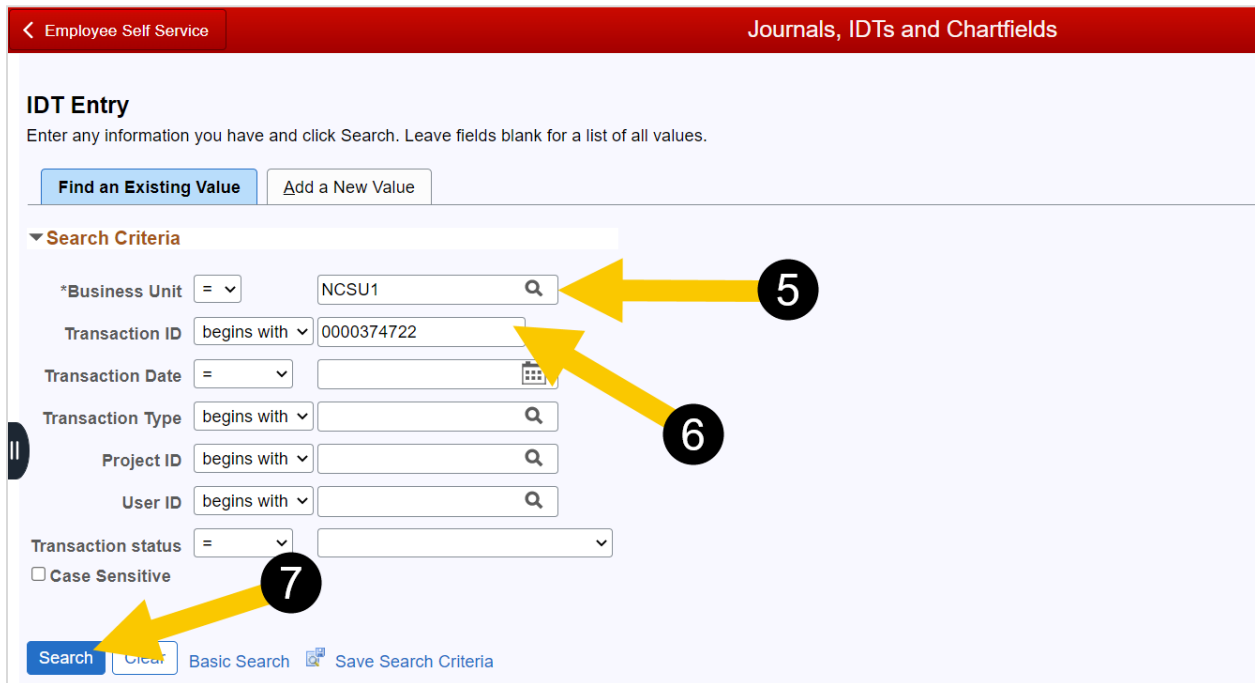 Employee Self Service
Journals, IDTs and Chartfields
IDT Entry
Enter any information you have and click Search. Leave fields blank for a list of all values.
Find an Existing Value
Add a New Value
Search Criteria
*Business Unit = NCSU1
5
Transaction ID begins with 0000374722
Transaction Date =
Transaction Type begins with
6
Project ID begins with
User ID begins with
Transaction status =
Case Sensitive
7
Search Clear Basic Search Save Search Criteria